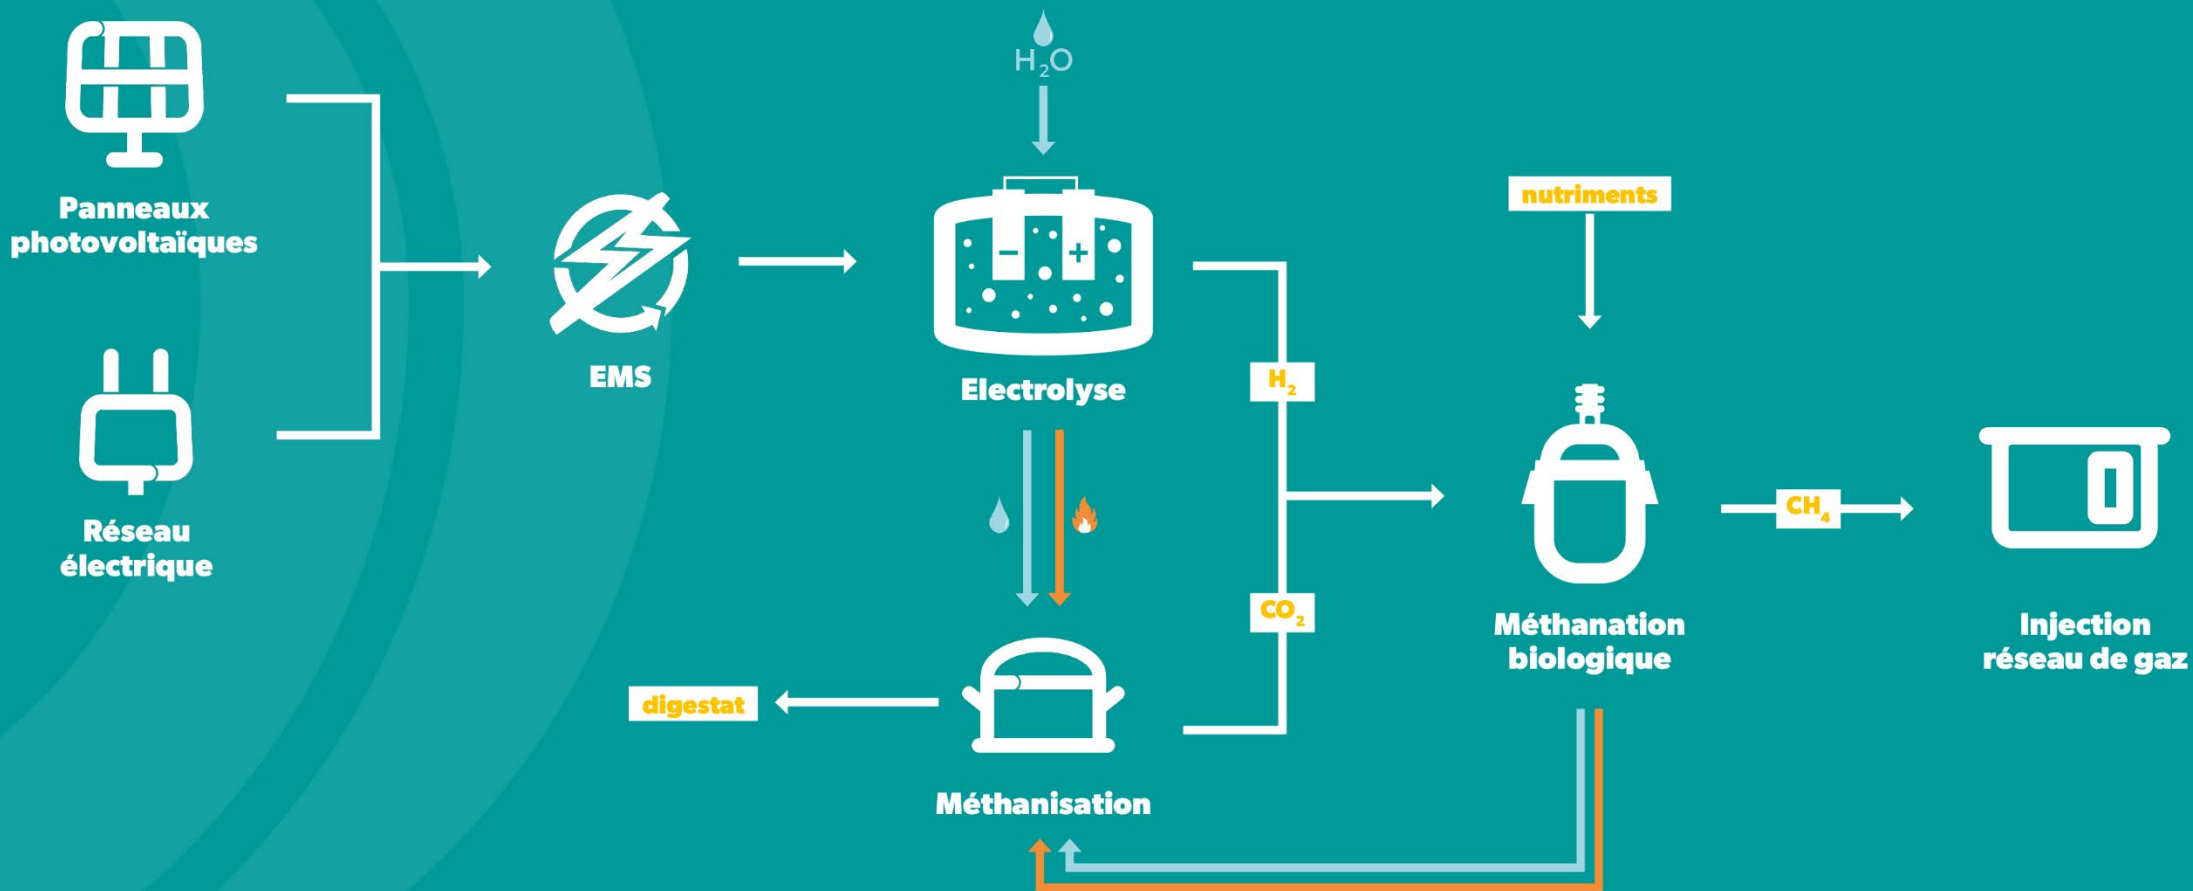 H₂O
Panneaux
photovoltaïques
nutriments
EMS
Electrolyse
- +
H₂
Réseau
électrique
CH₄
CO₂
Méthanation
biologique
Injection
réseau de gaz
digestat
Méthanisation